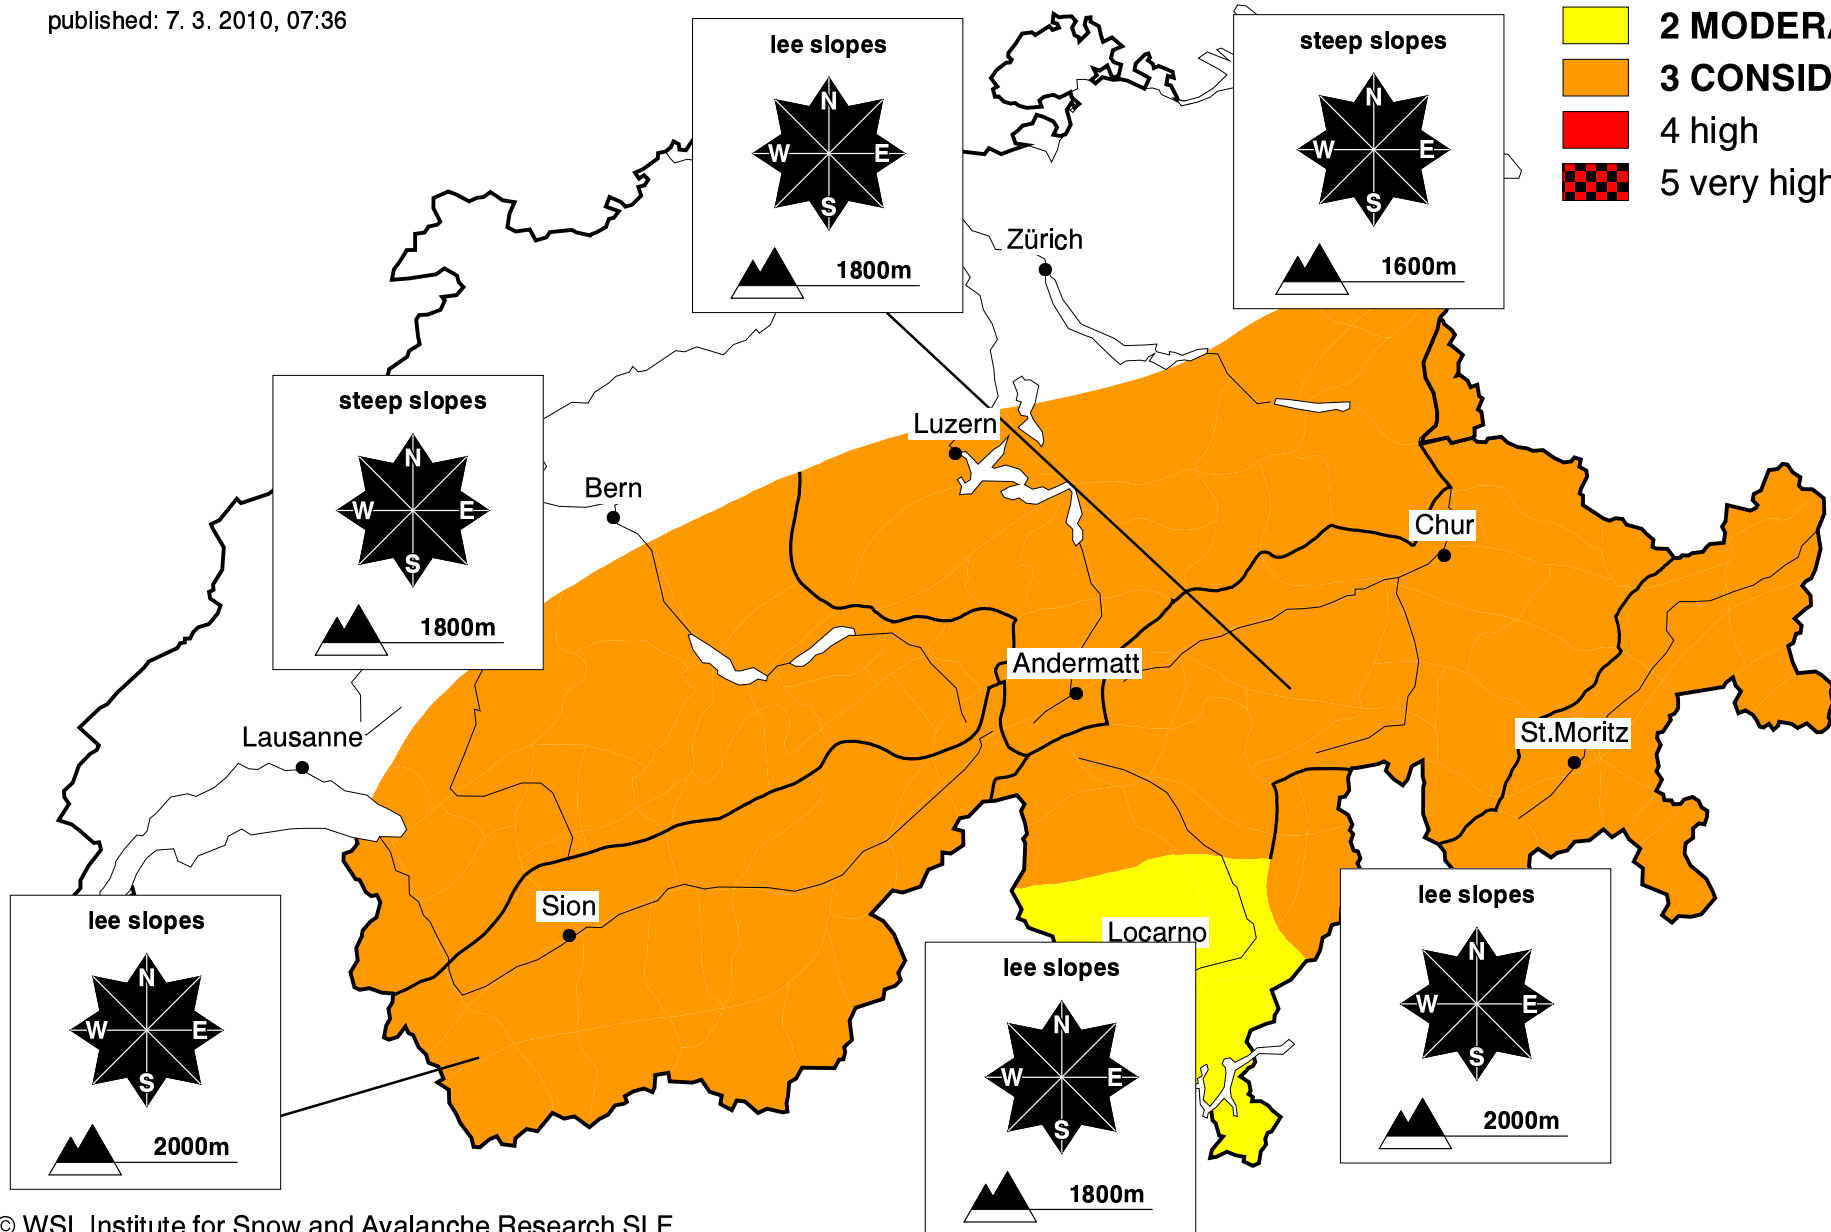 published: 7. 3. 2010, 07:36
2 MODERA
3 CONSID
4 high
5 very high
lee slopes
N
W E
S
1800m
steep slopes
N
W E
S
1600m
Zürich
steep slopes
N
W E
S
1800m
Luzern
Bern
Chur
Andermatt
St.Moritz
Lausanne
Sion
Locarno
lee slopes
N
W E
S
2000m
lee slopes
N
W E
S
1800m
lee slopes
N
W E
S
2000m
© WSL Institute for Snow and Avalanche Research SLF